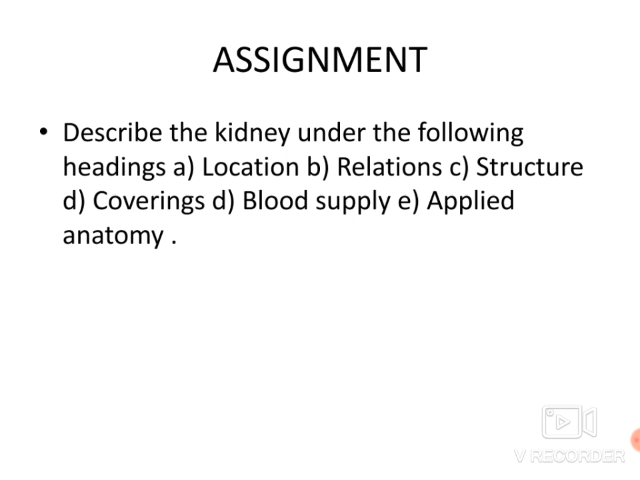 ASSIGNMENT
• Describe the kidney under the following
headings a) Location b) Relations c) Structure
d) Coverings d) Blood supply e) Applied
anatomy .
V RECORDER